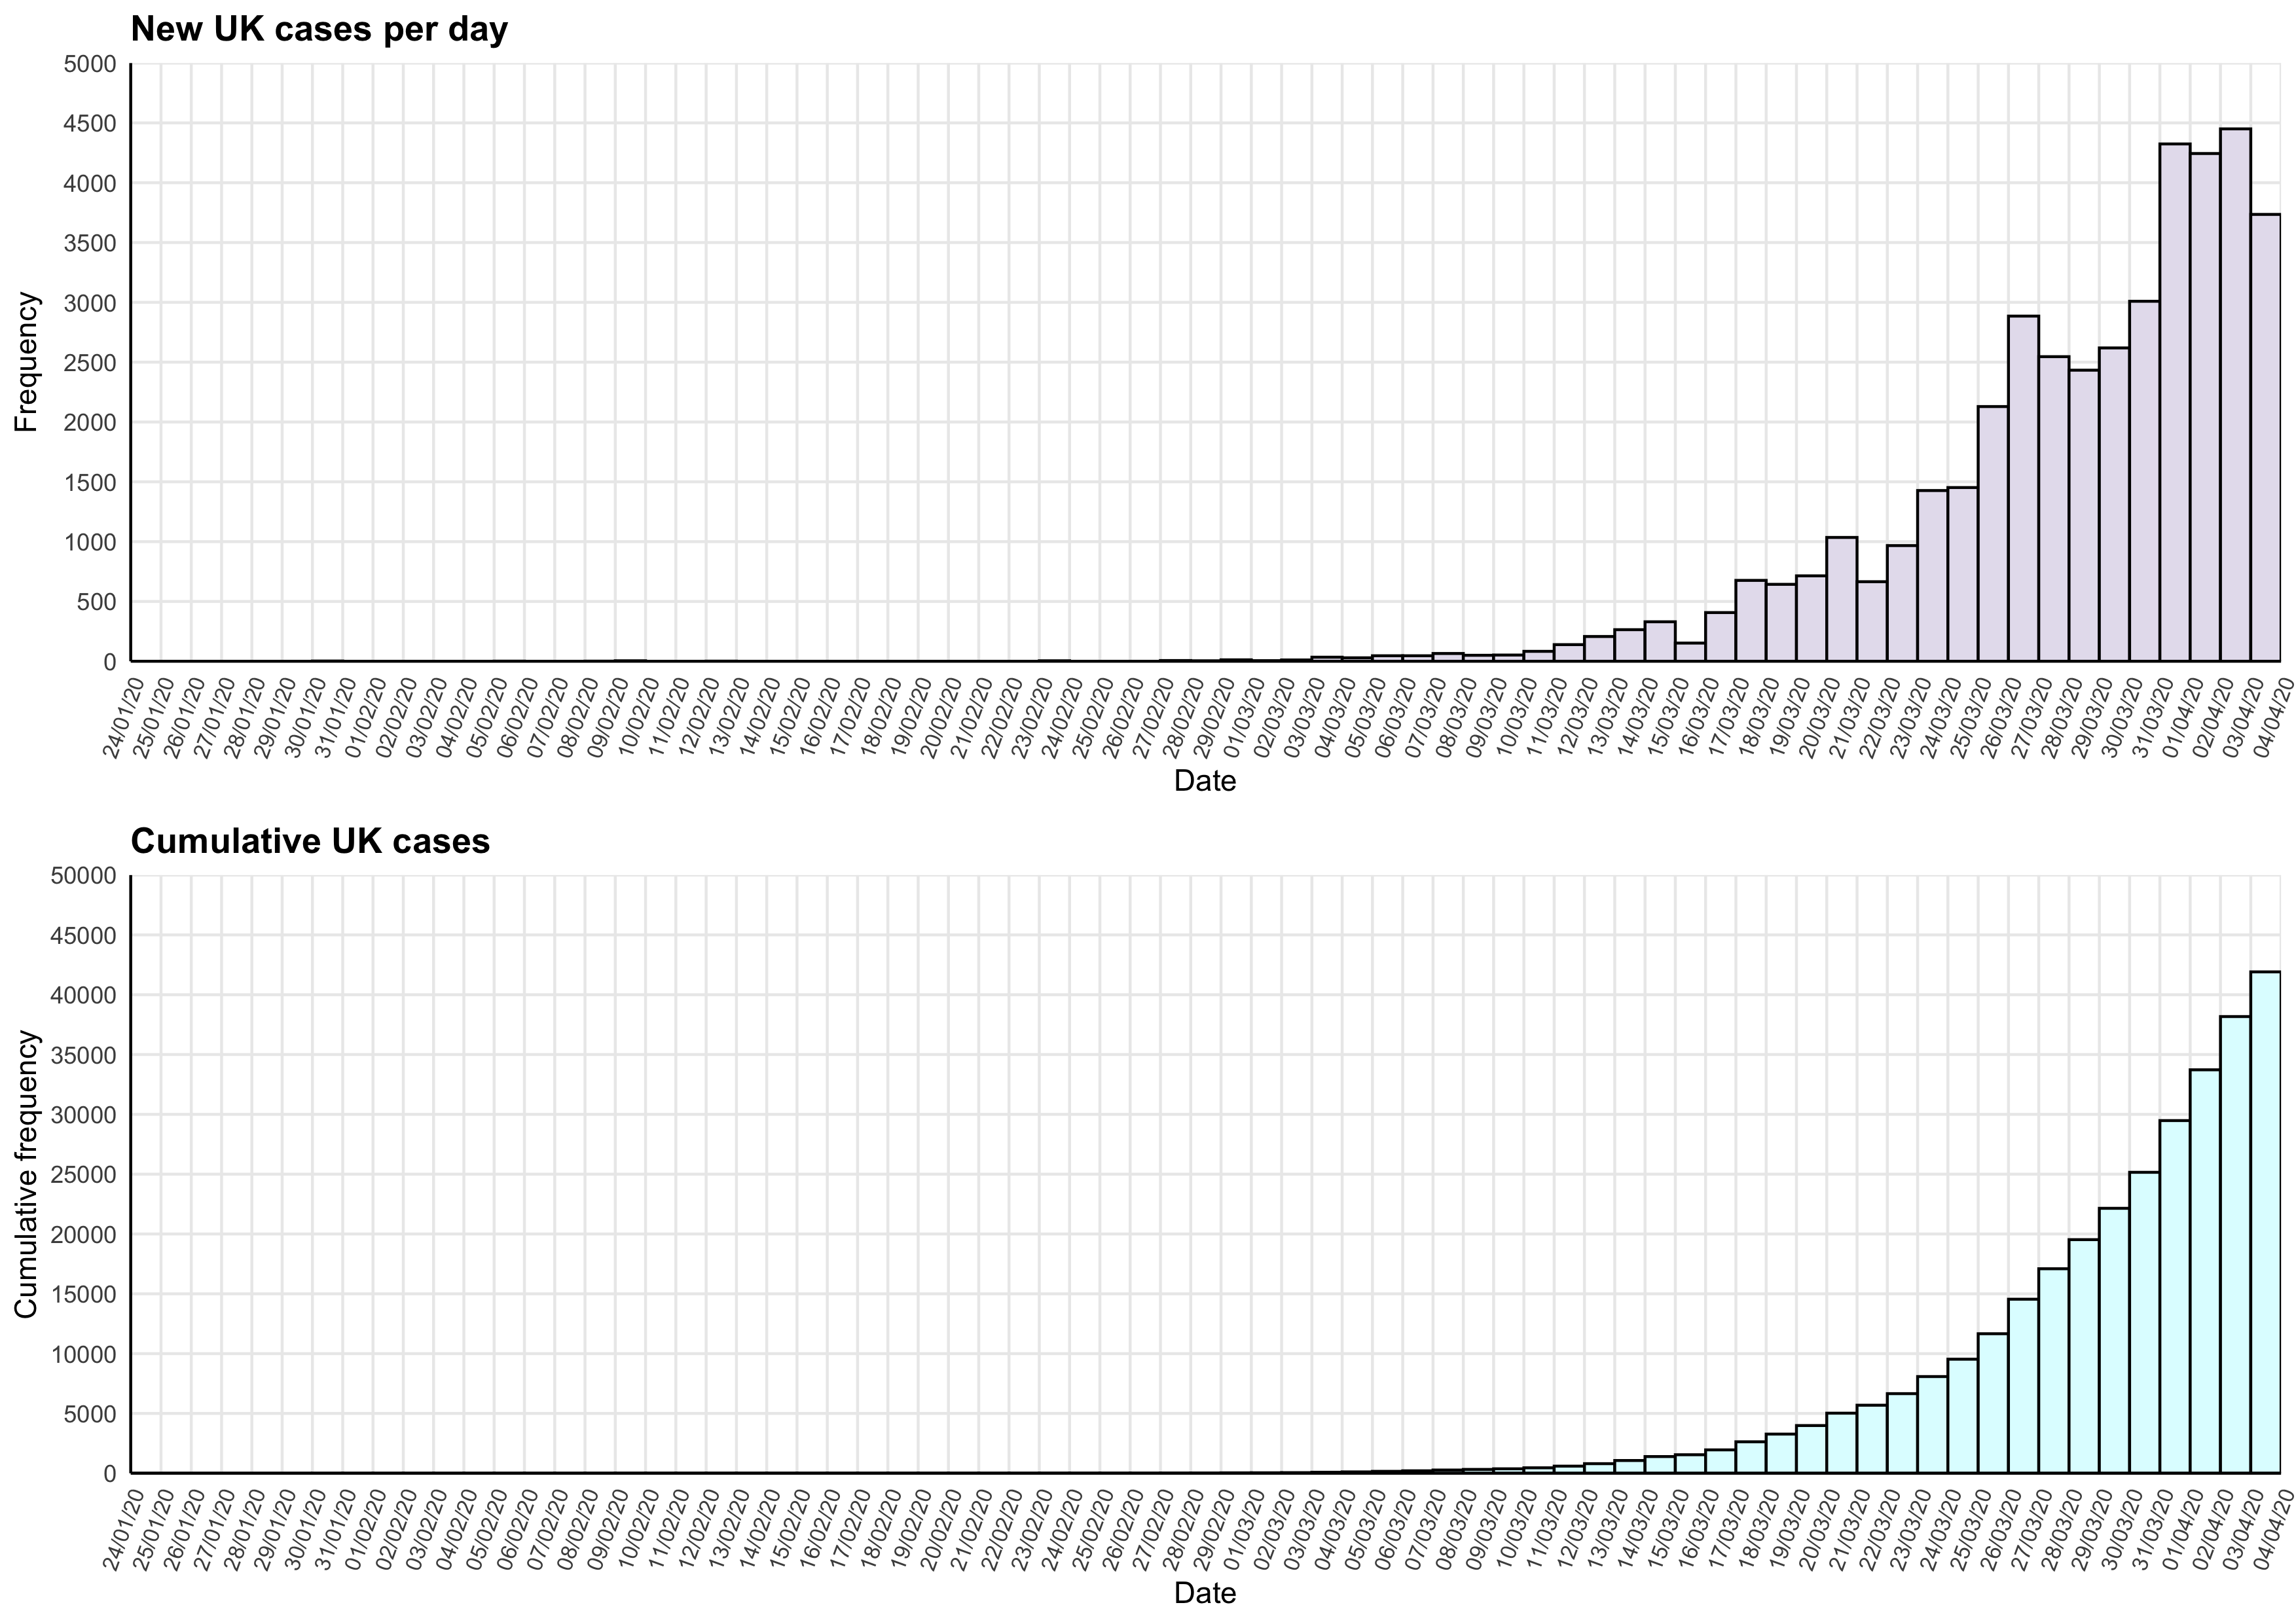 New UK cases per day
5000
4500
4000
3500
3000
2500
2000
1500
1000
500
0
Frequency
24/01/20 25/01/20 26/01/20 27/01/20 28/01/20 29/01/20 30/01/20 31/01/20 01/02/20 02/02/20 03/02/20 04/02/20 05/02/20 06/02/20 07/02/20 08/02/20 09/02/20 10/02/20 11/02/20 12/02/20 13/02/20 14/02/20 15/02/20 16/02/20 17/02/20 18/02/20 19/02/20 20/02/20 21/02/20 22/02/20 23/02/20 24/02/20 25/02/20 26/02/20 27/02/20 28/02/20 29/02/20 01/03/20 02/03/20 03/03/20 04/03/20 05/03/20 06/03/20 07/03/20 08/03/20 09/03/20 10/03/20 11/03/20 12/03/20 13/03/20 14/03/20 15/03/20 16/03/20 17/03/20 18/03/20 19/03/20 20/03/20 21/03/20 22/03/20 23/03/20 24/03/20 25/03/20 26/03/20 27/03/20 28/03/20 29/03/20 30/03/20 31/03/20 01/04/20 02/04/20 03/04/20 04/04/20
Date
Cumulative UK cases
50000
45000
40000
35000
30000
25000
20000
15000
10000
5000
0
Cumulative frequency
24/01/20 25/01/20 26/01/20 27/01/20 28/01/20 29/01/20 30/01/20 31/01/20 01/02/20 02/02/20 03/02/20 04/02/20 05/02/20 06/02/20 07/02/20 08/02/20 09/02/20 10/02/20 11/02/20 12/02/20 13/02/20 14/02/20 15/02/20 16/02/20 17/02/20 18/02/20 19/02/20 20/02/20 21/02/20 22/02/20 23/02/20 24/02/20 25/02/20 26/02/20 27/02/20 28/02/20 29/02/20 01/03/20 02/03/20 03/03/20 04/03/20 05/03/20 06/03/20 07/03/20 08/03/20 09/03/20 10/03/20 11/03/20 12/03/20 13/03/20 14/03/20 15/03/20 16/03/20 17/03/20 18/03/20 19/03/20 20/03/20 21/03/20 22/03/20 23/03/20 24/03/20 25/03/20 26/03/20 27/03/20 28/03/20 29/03/20 30/03/20 31/03/20 01/04/20 02/04/20 03/04/20 04/04/20
Date